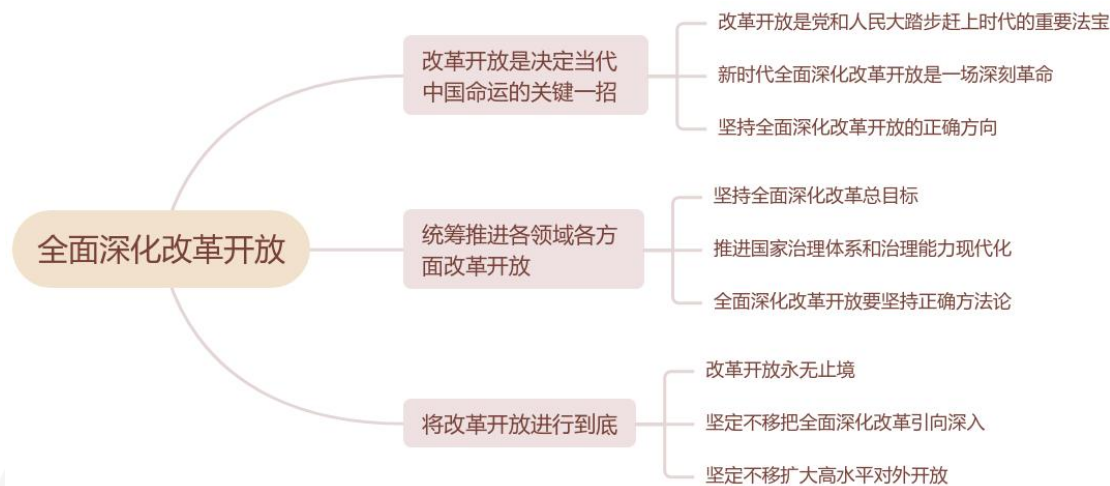 全面深化改革开放
改革开放是决定当代
中国命运的关键一招
改革开放是党和人民大踏步赶上时代的重要法宝
新时代全面深化改革开放是一场深刻革命
坚持全面深化改革开放的正确方向
统筹推进各领域各方
面改革开放
坚持全面深化改革总目标
推进国家治理体系和治理能力现代化
全面深化改革开放要坚持正确方法论
将改革开放进行到底
改革开放永无止境
坚定不移把全面深化改革引向深入
坚定不移扩大高水平对外开放